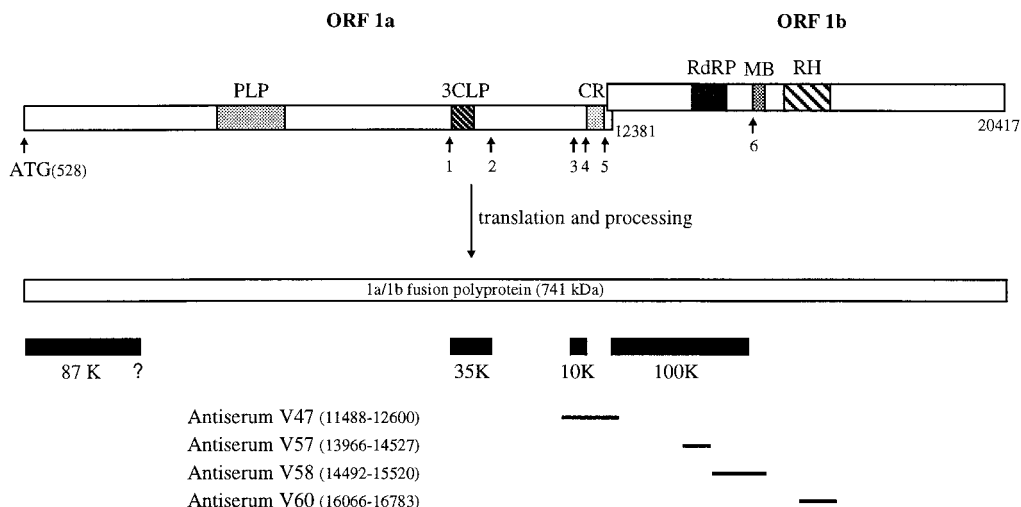 ORF 1a
ORF 1b
PLP
3CLP
CR
RdRP
MB
RH
12381
20417
ATG(528)
1
2
3
4
5
6
translation and processing
1a/1b fusion polyprotein (741 kDa)
87 K
?
35K
10K
100K
Antiserum V47 (11488-12600)
Antiserum V57 (13966-14527)
Antiserum V58 (14492-15520)
Antiserum V60 (16066-16783)